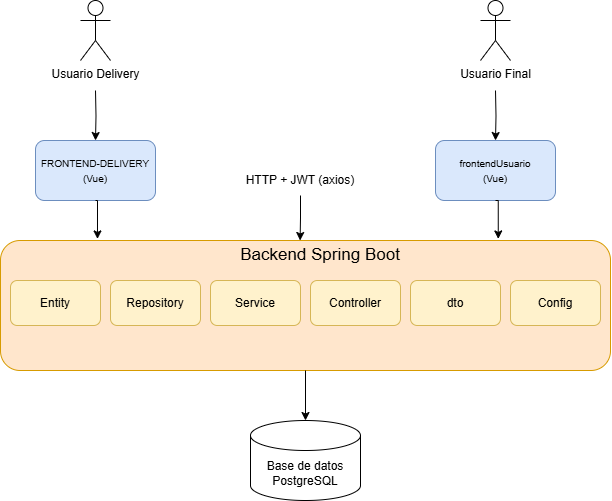 Usuario Delivery
Usuario Final
FRONTEND-DELIVERY
(Vue)
frontendUsuario
(Vue)
HTTP + JWT (axios)
Backend Spring Boot
Entity
Repository
Service
Controller
dto
Config
Base de datos
PostgreSQL